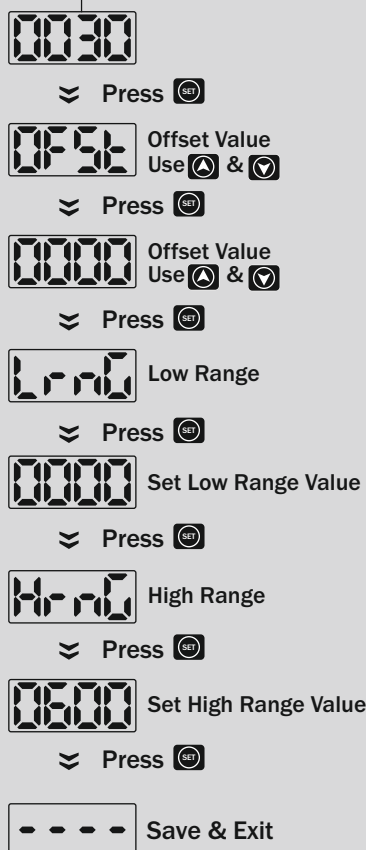 0030
Press SET
OFSt
Offset Value
Use & 
Press SET
0000
Offset Value
Use & 
Press SET
LrnG
Low Range
Press SET
0000
Set Low Range Value
Press SET
HrnG
High Range
Press SET
0600
Set High Range Value
Press SET
- - - -
Save & Exit